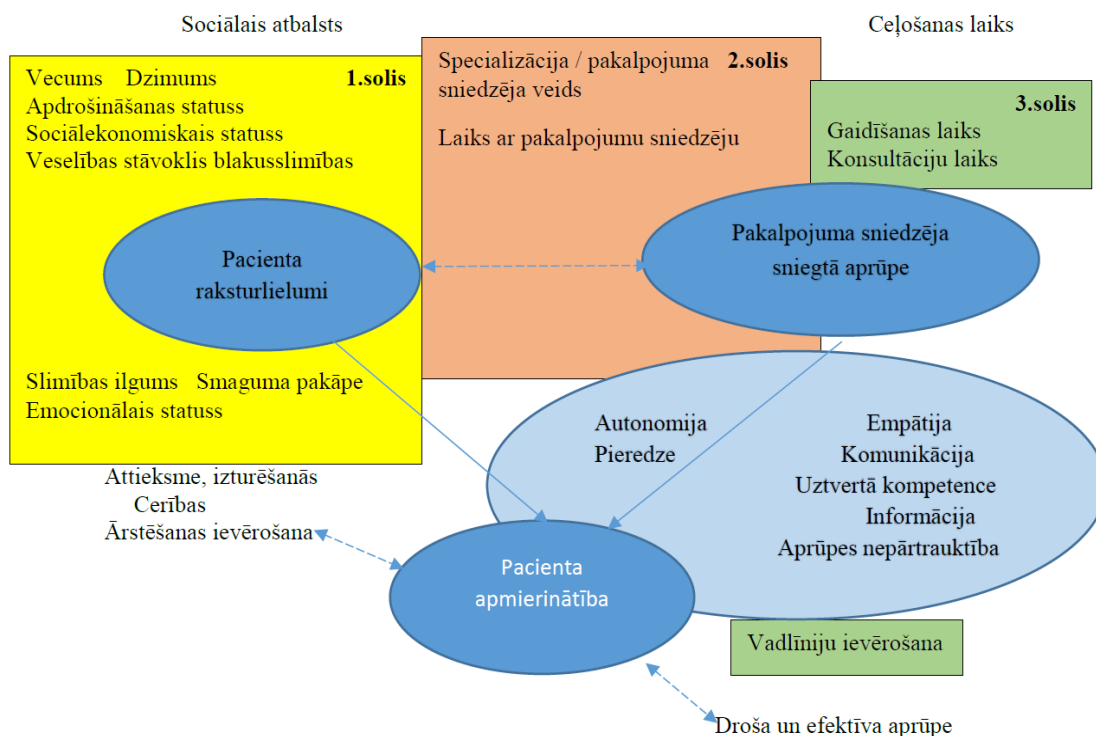 Sociālais atbalsts
Ceļošanas laiks
Vecums Dzimums 1.solis
Apdrošināšanas statuss
Sociālekonomiskais statuss
Veselības stāvoklis blakusslimības
Specializācija / pakalpojuma 2.solis
sniedzēja veids
Laiks ar pakalpojumu sniedzēju
3.solis
Gaidīšanas laiks
Konsultāciju laiks
Pacienta
raksturlielumi
Pakalpojuma sniedzēja
sniegtā aprūpe
Slimības ilgums Smaguma pakāpe
Emocionālais statuss
Autonomija
Pieredze
Empātija
Komunikācija
Uztvertā kompetence
Informācija
Aprūpes nepārtrauktība
Attieksme, izturēšanās
Cerības
Ārstēšanas ievērošana
Pacienta
apmierinātība
Vadlīniju ievērošana
Droša un efektīva aprūpe